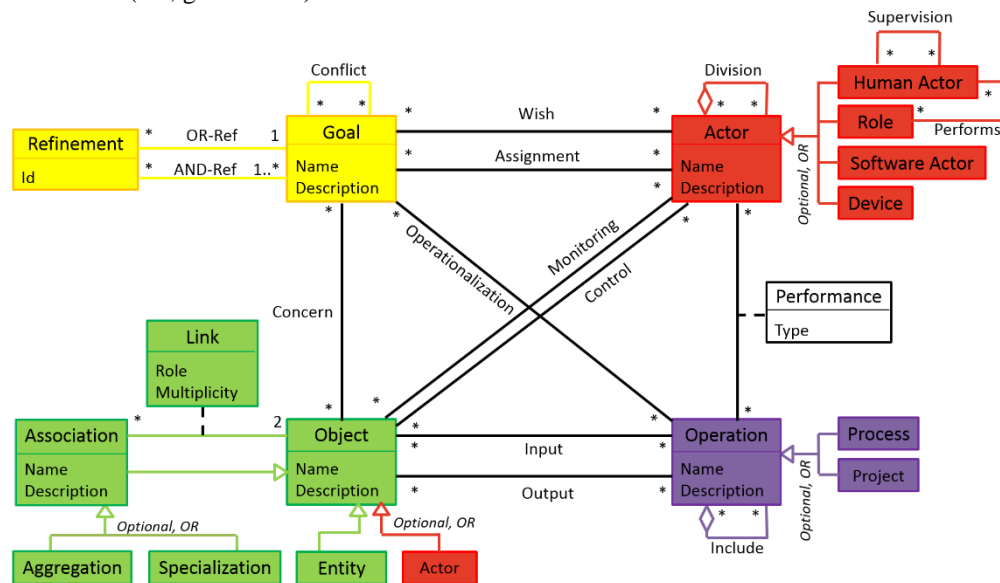 Supervision
Conflict
Division
* *
* *
* *
Human Actor
*
Refinement
Id
* OR-Ref 1
* AND-Ref 1..*
Goal
Name
Description
* Wish *
* Assignment *
Actor
Name
Description
Role
*
Performs
Software Actor
Device
Optional, OR
* *
* *
* *
Operationalization
Monitoring
Control
Concern
Performance
Type
Link
Role
Multiplicity
* *
* *
* 2
Association
Name
Description
Object
Name
Description
* Input *
* Output *
Operation
Name
Description
Process
Project
Optional, OR
* *
Include
Optional, OR
Optional, OR
Aggregation
Specialization
Entity
Actor